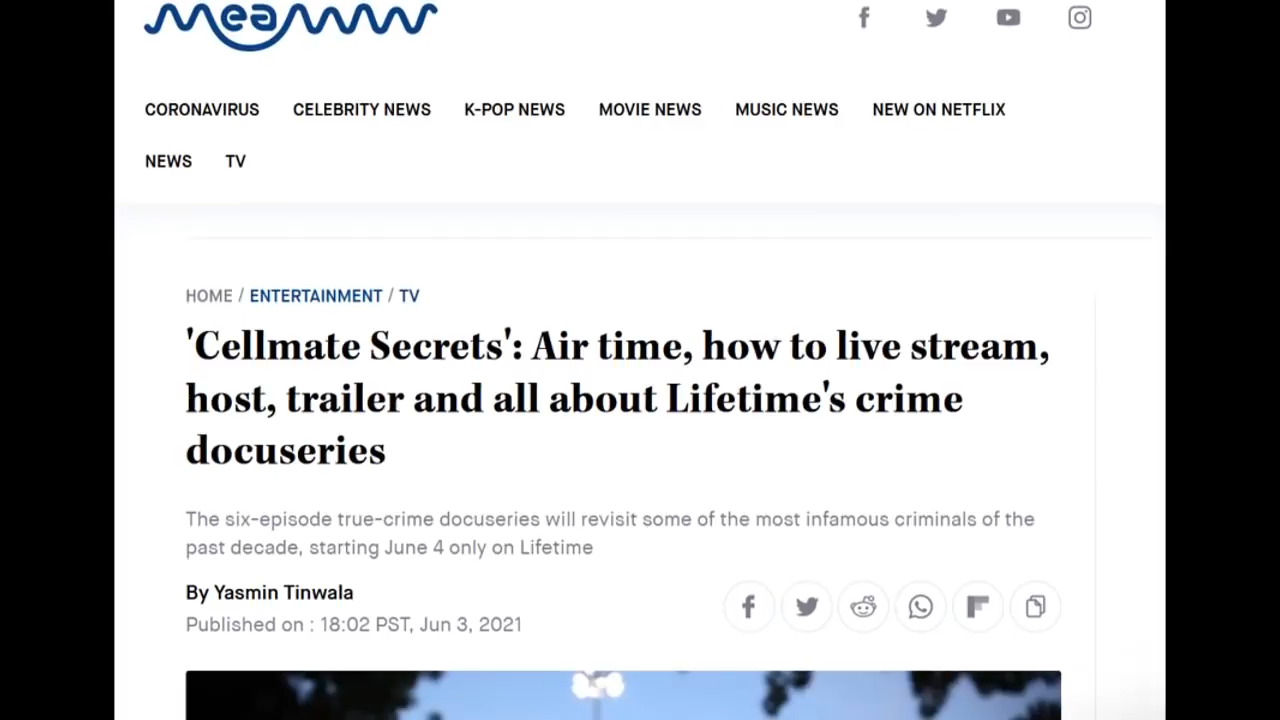 meaww
CORONAVIRUS CELEBRITY NEWS K-POP NEWS MOVIE NEWS MUSIC NEWS NEW ON NETFLIX
NEWS TV
HOME / ENTERTAINMENT / TV
'Cellmate Secrets': Air time, how to live stream,
host, trailer and all about Lifetime's crime
docuseries
The six-episode true-crime docuseries will revisit some of the most infamous criminals of the
past decade, starting June 4 only on Lifetime
By Yasmin Tinwala
Published on : 18:02 PST, Jun 3, 2021